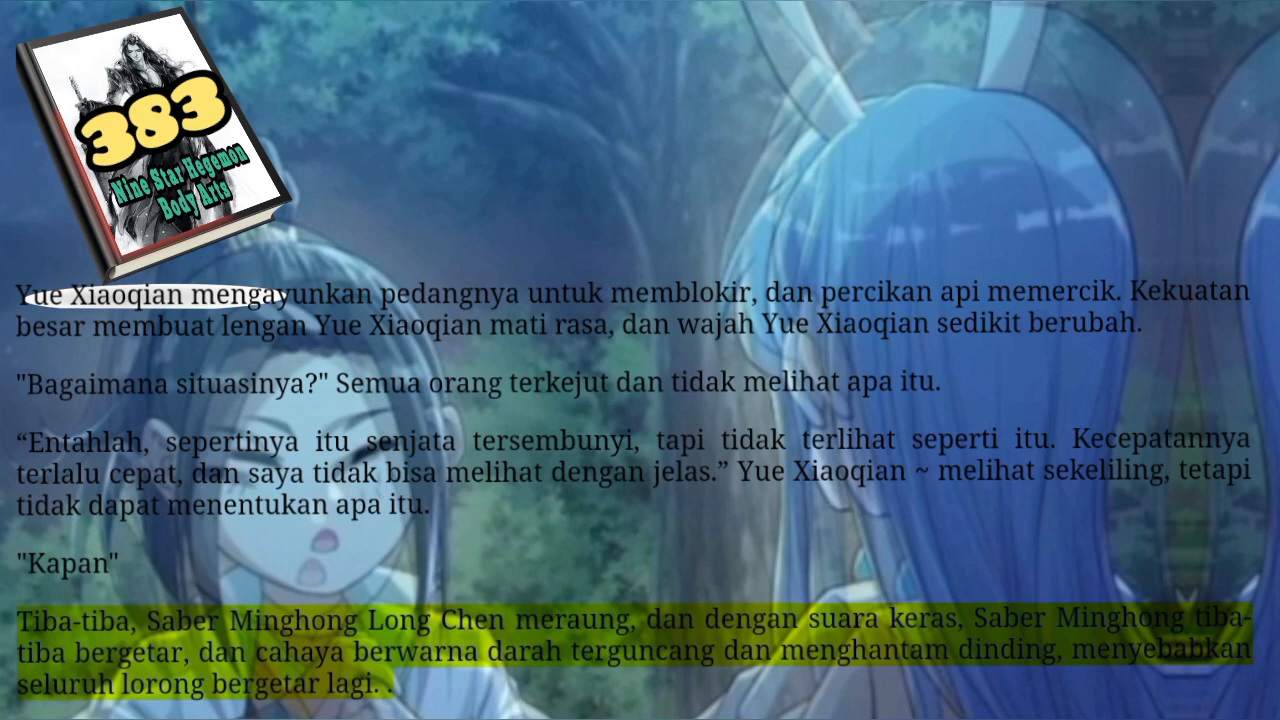 383
Nine Star Hegemon
Body Arts
Yue Xiaoqian mengayunkan pedangnya untuk memblokir, dan percikan api memercik. Kekuatan
besar membuat lengan Yue Xiaoqian mati rasa, dan wajah Yue Xiaoqian sedikit berubah.
"Bagaimana situasinya?" Semua orang terkejut dan tidak melihat apa itu.
“Entahlah, sepertinya itu senjata tersembunyi, tapi tidak terlihat seperti itu. Kecepatannya
terlalu cepat, dan saya tidak bisa melihat dengan jelas.” Yue Xiaoqian ~ melihat sekeliling, tetapi
tidak dapat menentukan apa itu.
"Kapan"
Tiba-tiba, Saber Minghong Long Chen meraung, dan dengan suara keras, Saber Minghong tiba-
tiba bergetar, dan cahaya berwarna darah terguncang dan menghantam dinding, menyebabkan
seluruh lorong bergetar lagi. .